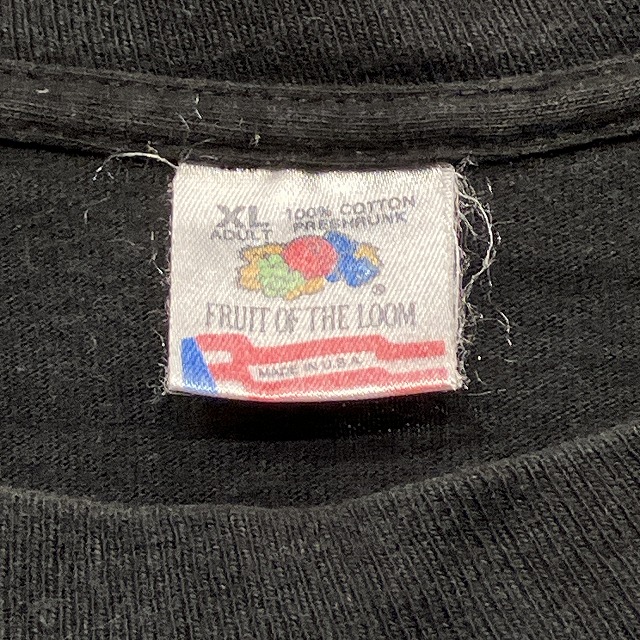 XL 100% COTTON
ADULT PRESHRUNK
®
FRUIT OF THE LOOM
MADE IN U.S.A.